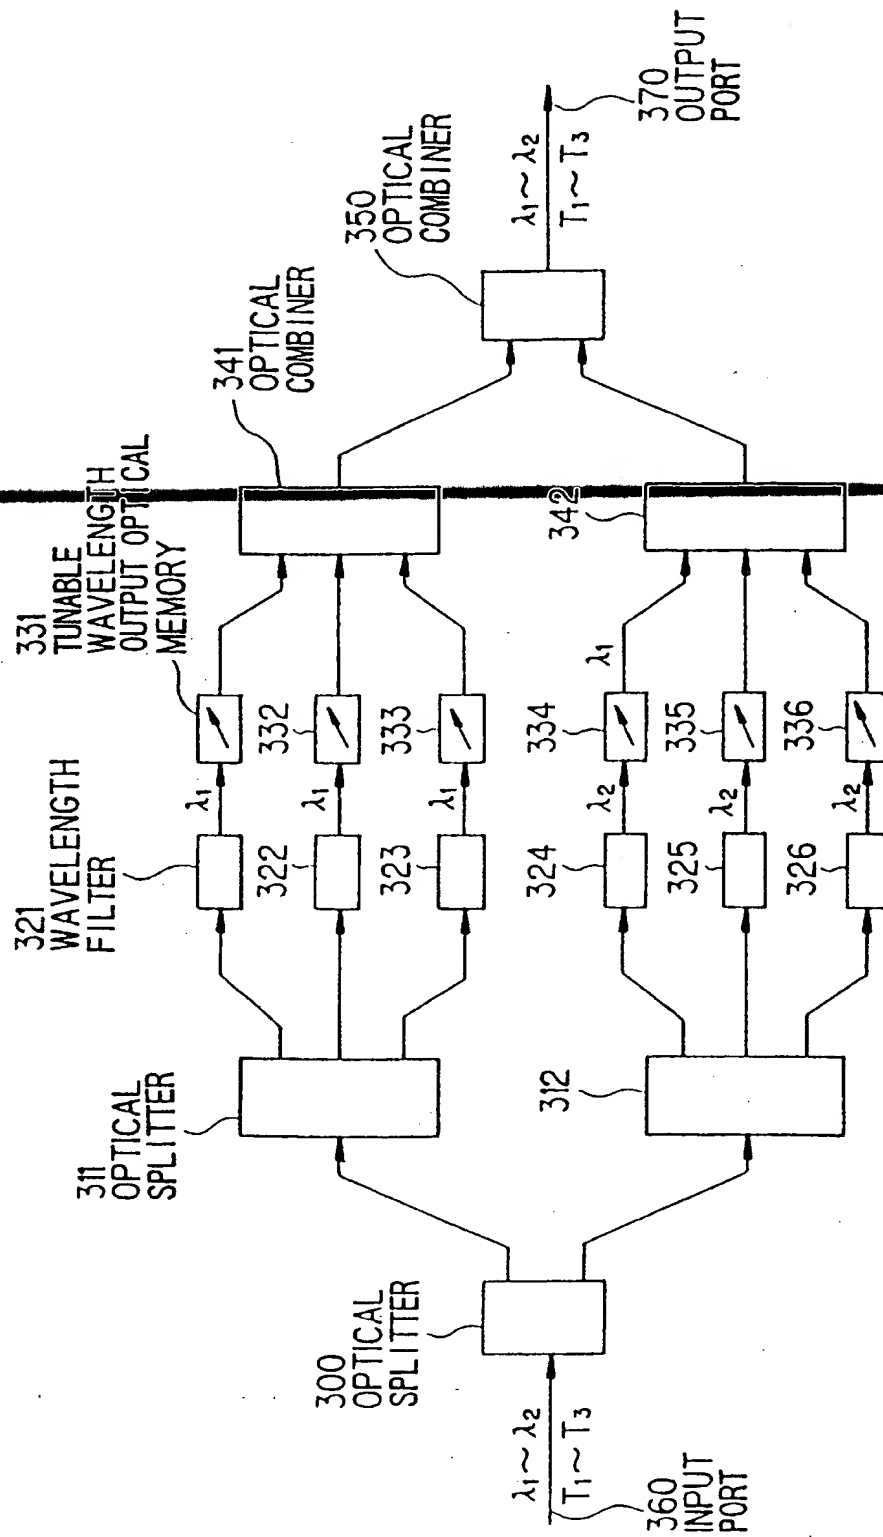 360
INPUT
PORT
λ₁~λ₂
T₁~T₃
300
OPTICAL
SPLITTER
311
OPTICAL
SPLITTER
312
321
WAVELENGTH
FILTER
322
323
324
325
326
λ₁
λ₁
λ₁
λ₂
λ₂
λ₂
331
TUNABLE
WAVELENGTH
OUTPUT OPTICAL
MEMORY
332
333
334
335
336
λ₁
341
OPTICAL
COMBINER
342
350
OPTICAL
COMBINER
λ₁~λ₂
T₁~T₃
370
OUTPUT
PORT